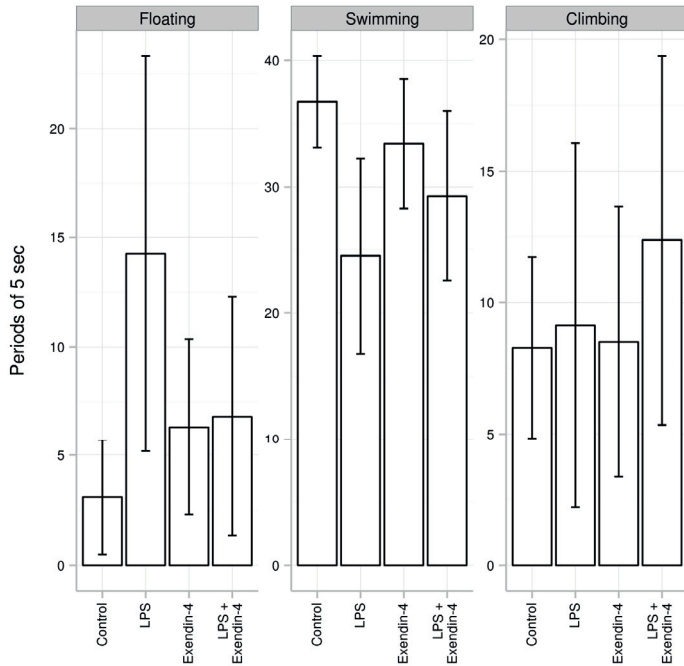 Floating
Swimming
Climbing
Periods of 5 sec
20
15
10
5
0
40
30
20
10
0
20
15
10
5
0
Control
LPS
Exendin-4
LPS +
Exendin-4
Control
LPS
Exendin-4
LPS +
Exendin-4
Control
LPS
Exendin-4
LPS +
Exendin-4